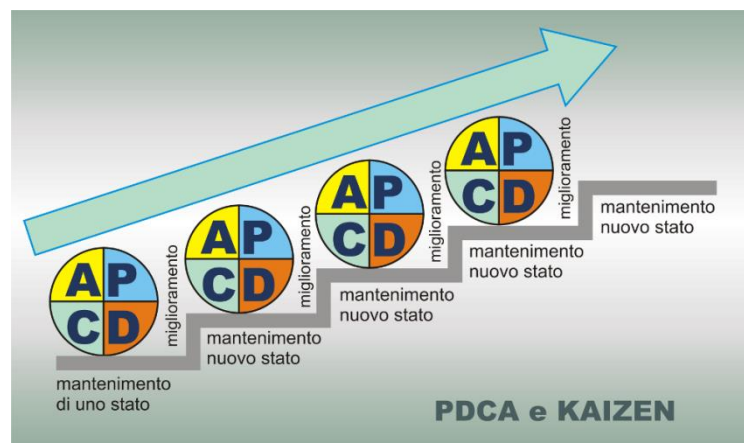 A P
C D
miglioramento
mantenimento
di uno stato
A P
C D
miglioramento
mantenimento
nuovo stato
A P
C D
miglioramento
mantenimento
nuovo stato
A P
C D
miglioramento
mantenimento
nuovo stato
mantenimento
nuovo stato
PDCA e KAIZEN